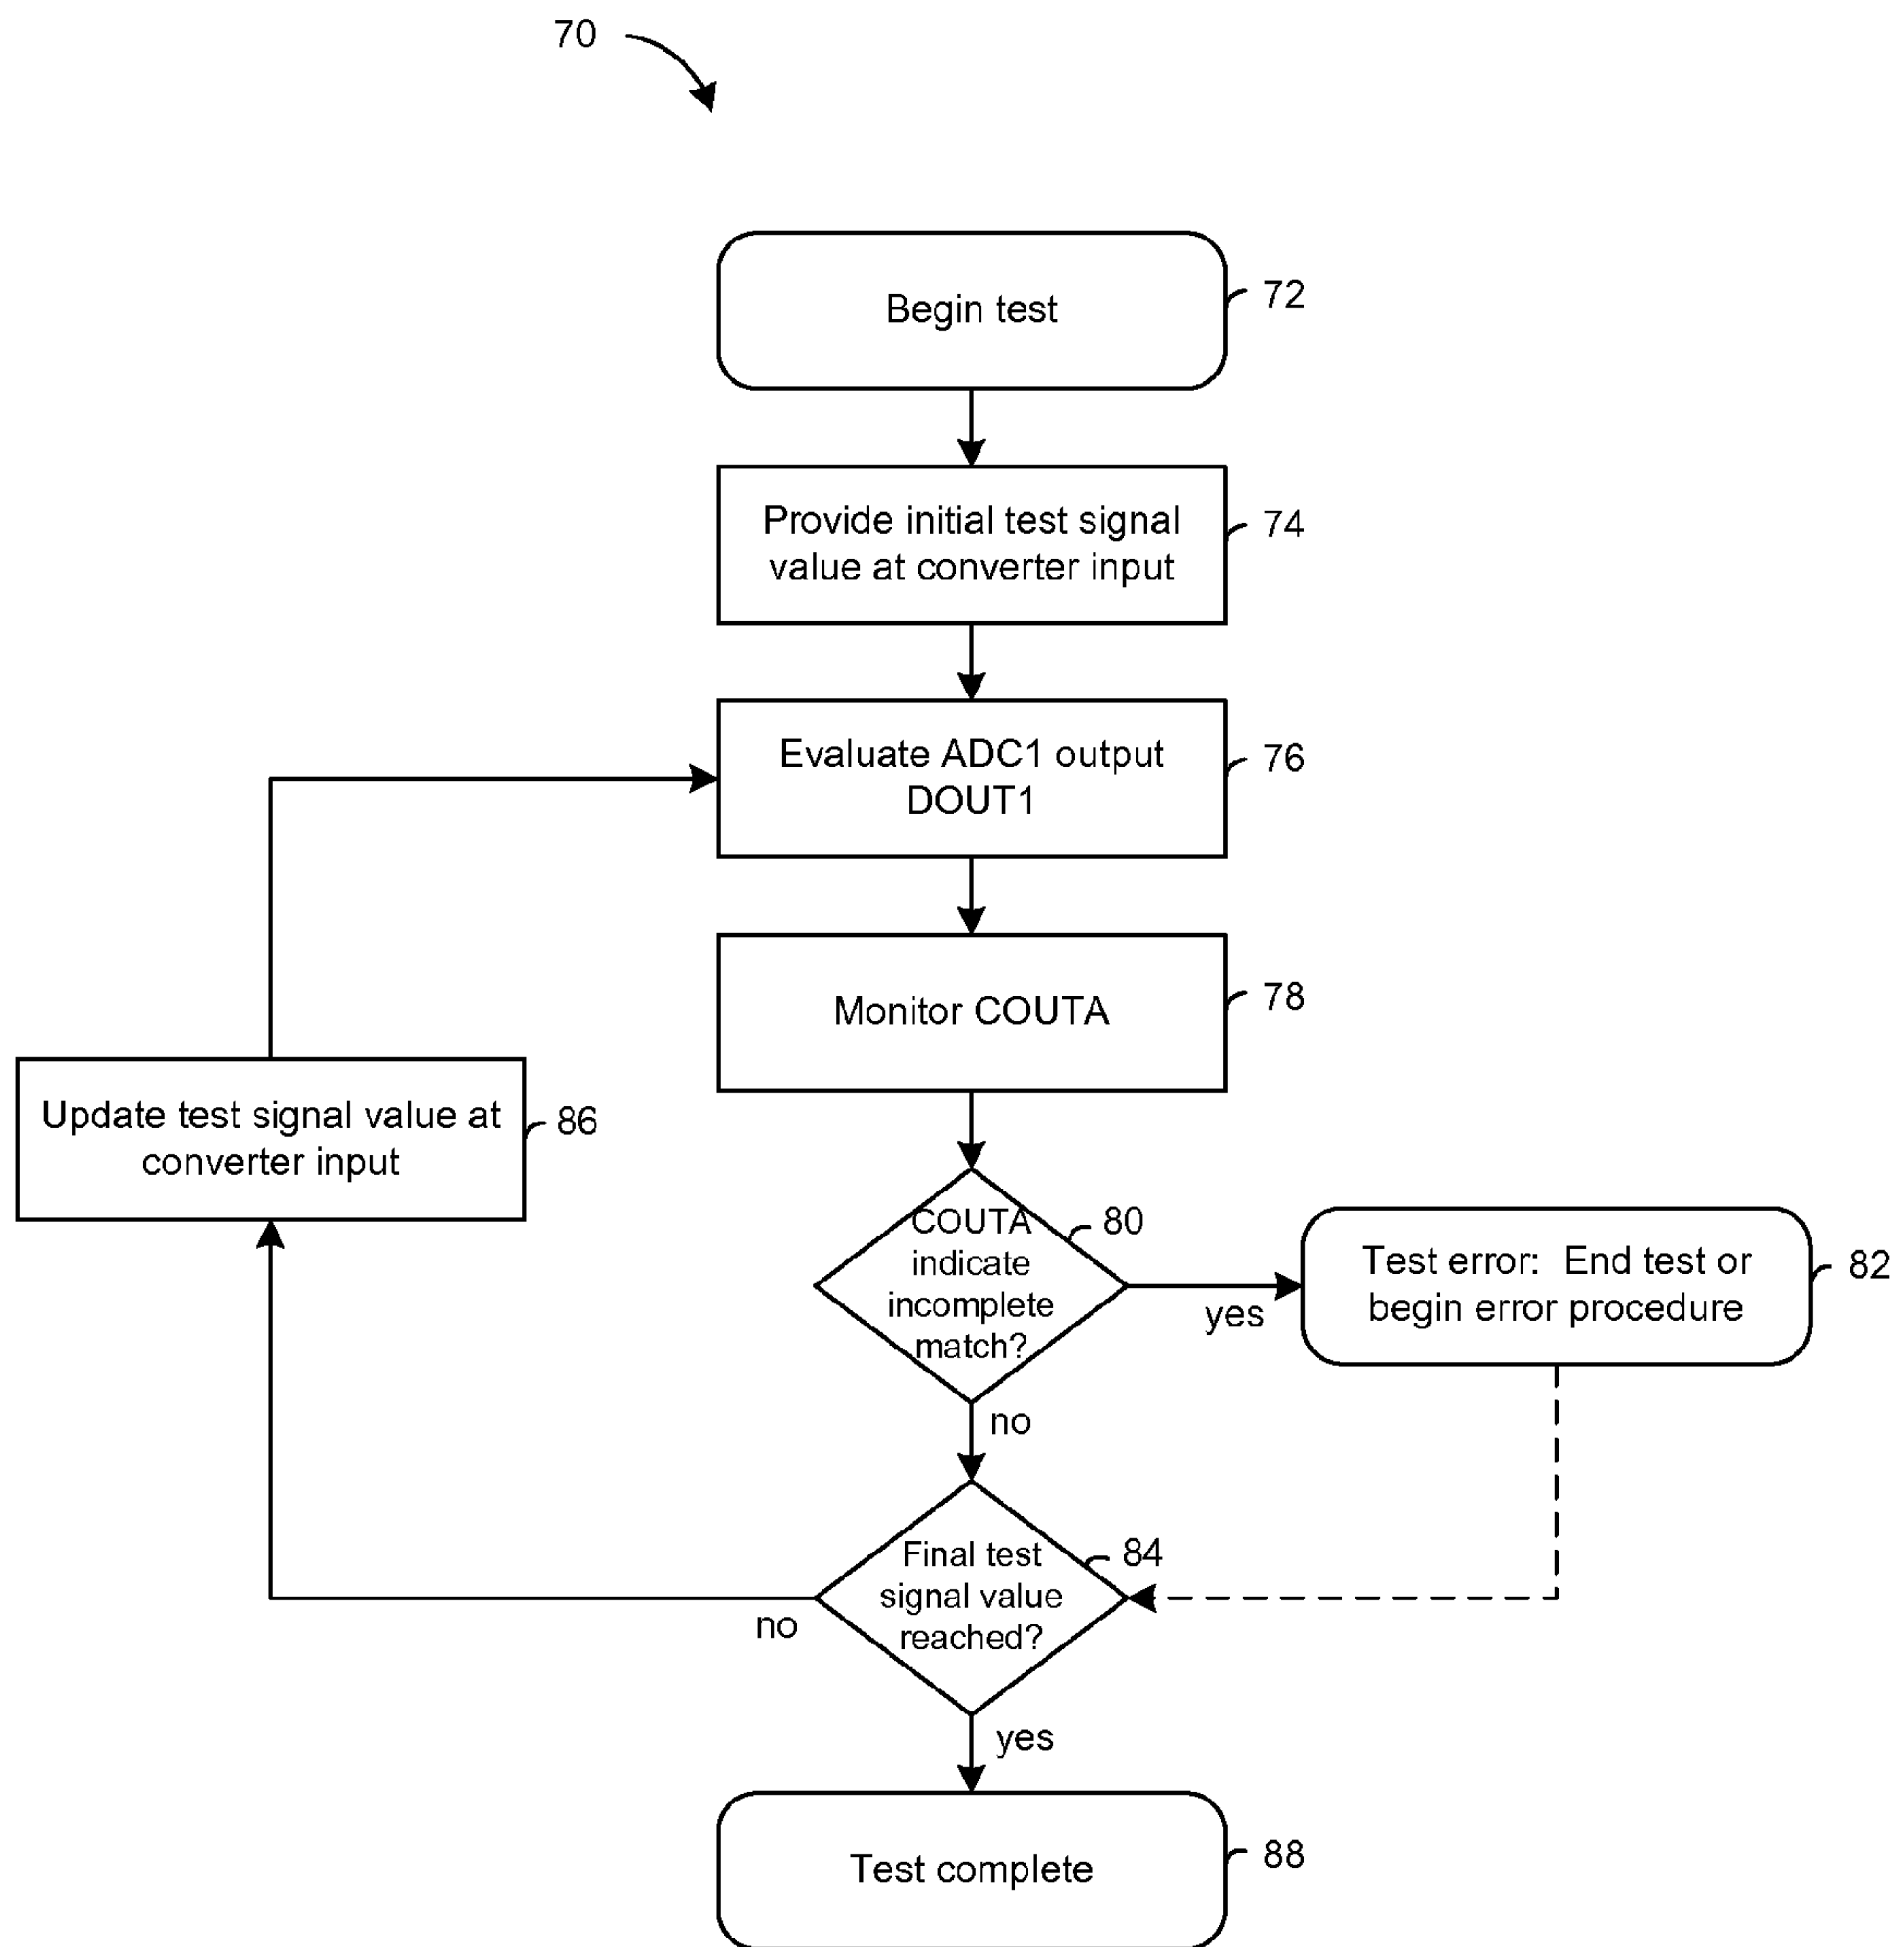 70
Begin test
72
Provide initial test signal
value at converter input
74
Evaluate ADC1 output
DOUT1
76
Monitor COUTA
78
Update test signal value at
converter input
86
COUTA
indicate
incomplete
match?
80
yes
Test error:  End test or
begin error procedure
82
no
Final test
signal value
reached?
84
no
yes
Test complete
88